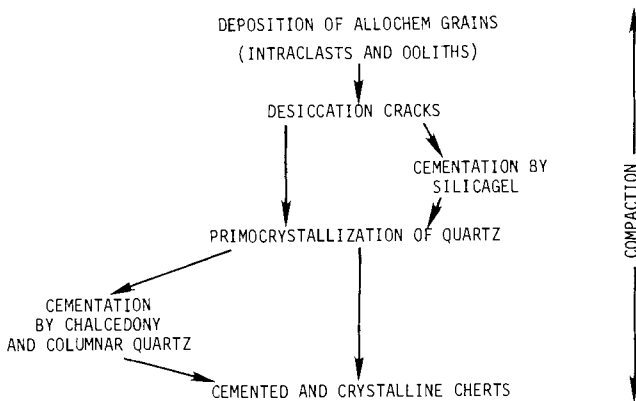 DEPOSITION OF ALLOCHEM GRAINS
(INTRACLASTS AND OOLITHS)
DESICCATION CRACKS
CEMENTATION BY
SILICAGEL
PRIMOCRYSTALLIZATION OF QUARTZ
CEMENTATION
BY CHALCEDONY
AND COLUMNAR QUARTZ
CEMENTED AND CRYSTALLINE CHERTS
COMPACTION